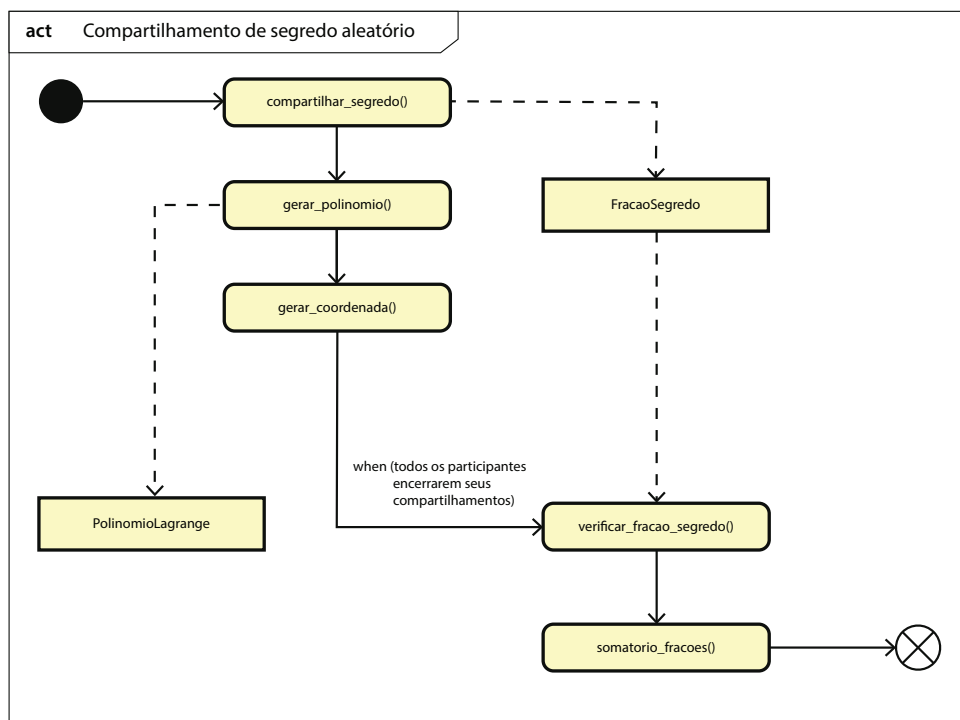 act Compartilhamento de segredo aleatório
compartilhar_segredo()
gerar_polinomio()
FracaoSegredo
gerar_coordenada()
when (todos os participantes
encerrarem seus
compartilhamentos)
PolinomioLagrange
verificar_fracao_segredo()
somatorio_fracoes()